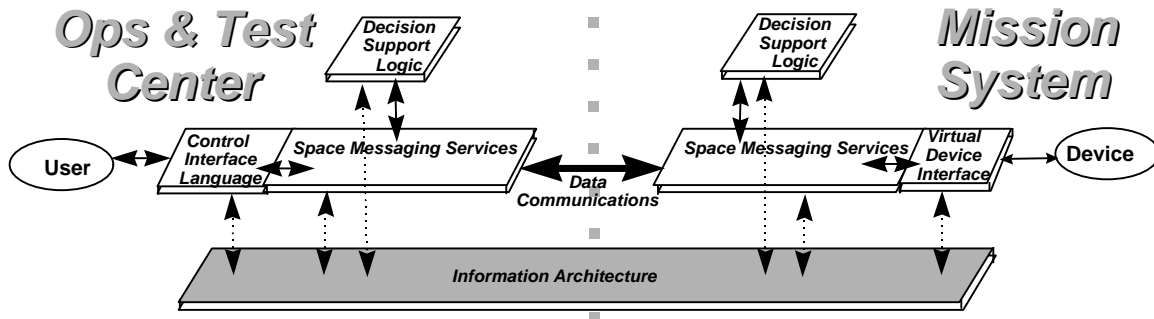 Ops & Test
Center
Decision
Support
Logic
Decision
Support
Logic
Mission
System
User
Control
Interface
Language
Space Messaging Services
Data
Communications
Space Messaging Services
Virtual
Device
Interface
Device
Information Architecture